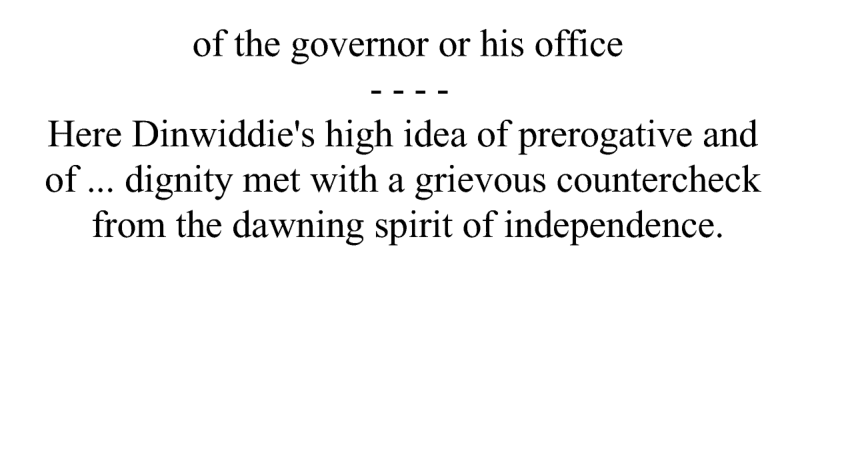 of the governor or his office
- - - -
Here Dinwiddie's high idea of prerogative and
of ... dignity met with a grievous countercheck
from the dawning spirit of independence.